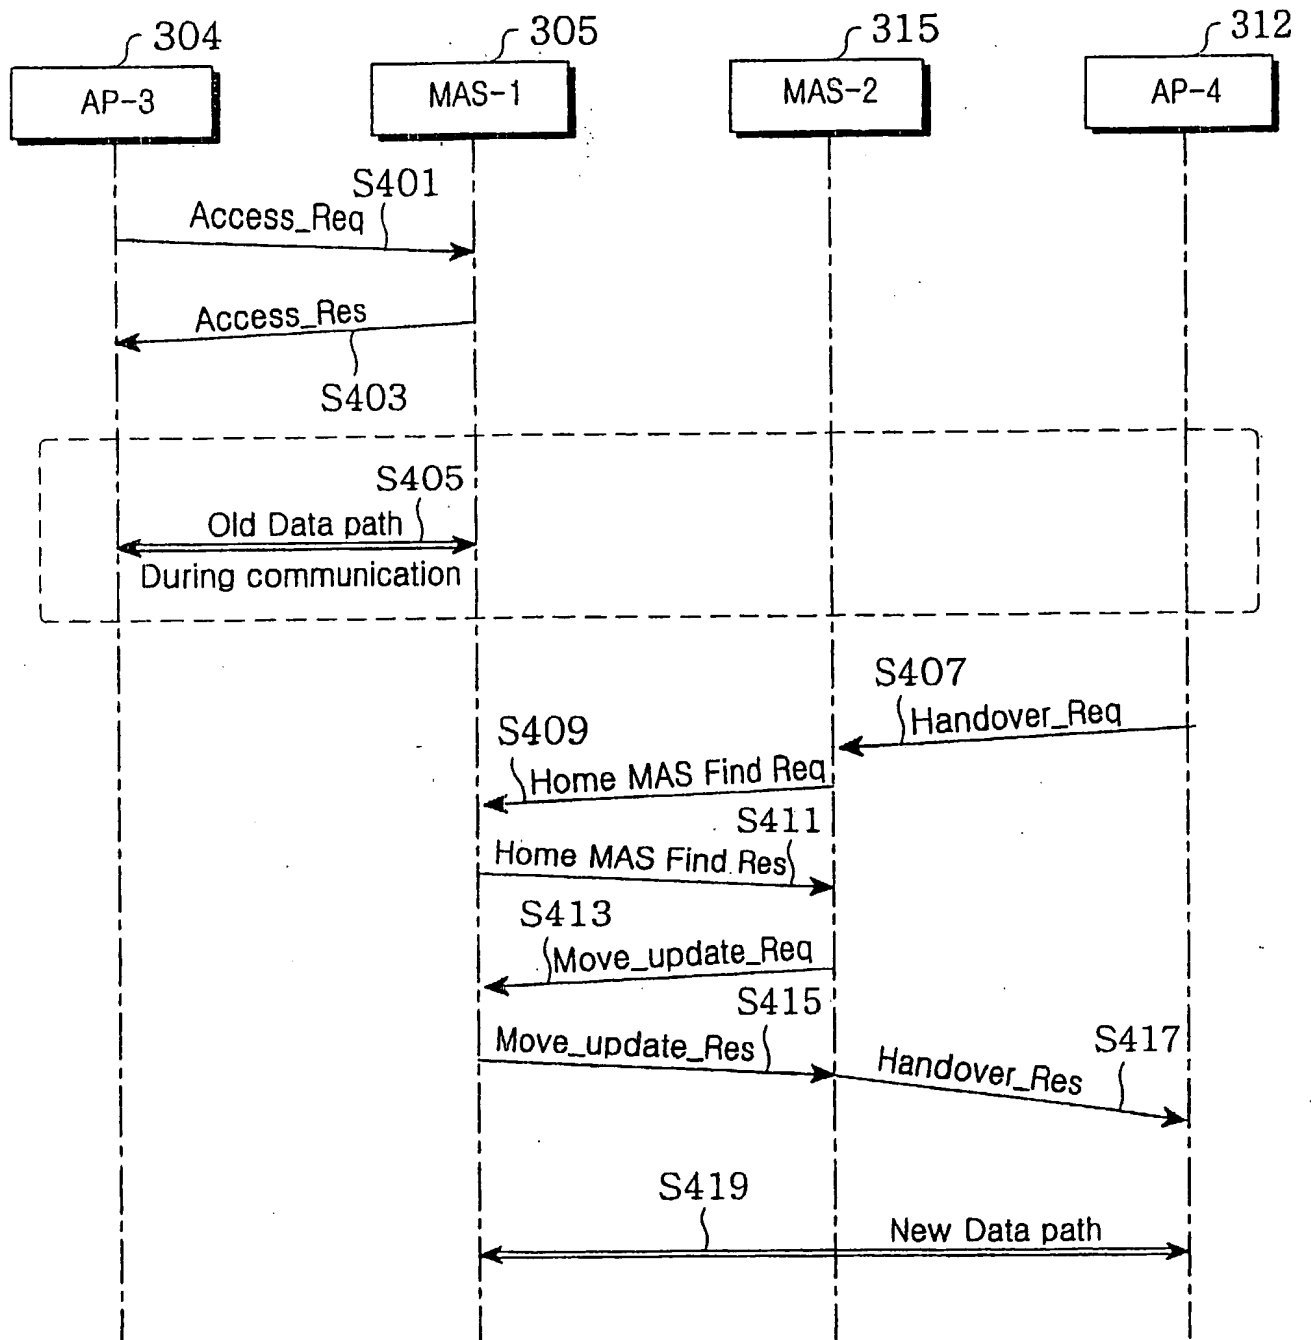 304
305
315
312
AP-3
MAS-1
MAS-2
AP-4
S401
Access_Req
Access_Res
S403
S405
Old Data path
During communication
S407
Handover_Req
S409
Home MAS Find Req
S411
Home MAS Find Res
S413
Move_update_Req
S415
Move_update_Res
S417
Handover_Res
S419
New Data path